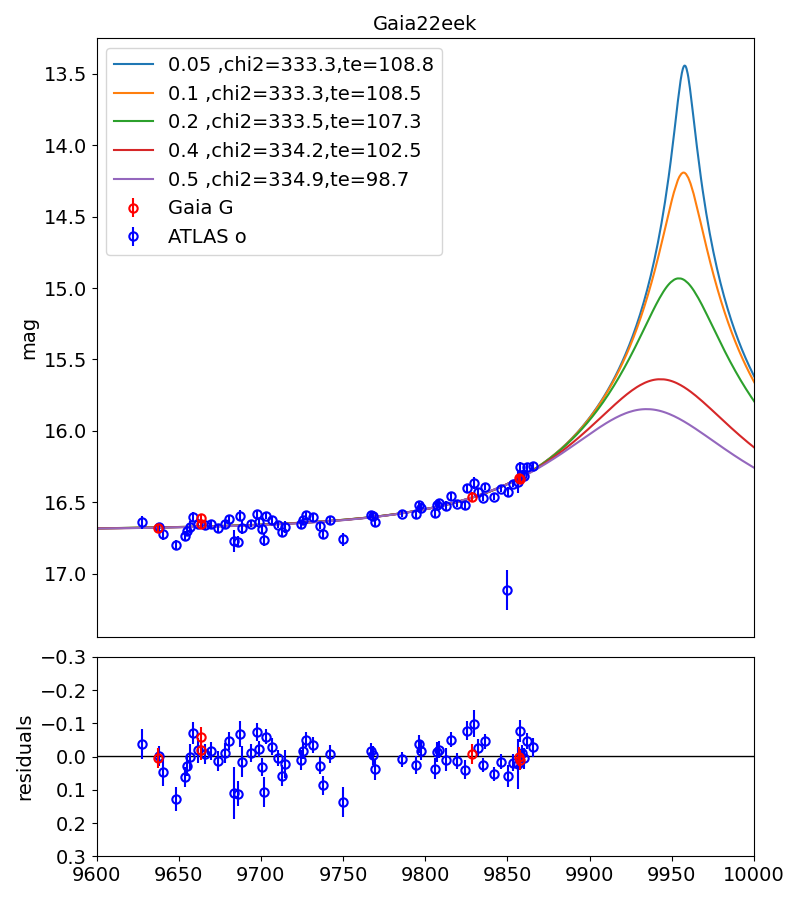 Gaia22eek
0.05 ,chi2=333.3,te=108.8
0.1 ,chi2=333.3,te=108.5
0.2 ,chi2=333.5,te=107.3
0.4 ,chi2=334.2,te=102.5
0.5 ,chi2=334.9,te=98.7
Gaia G
ATLAS o
13.5
14.0
14.5
15.0
15.5
16.0
16.5
17.0
mag
−0.3
−0.2
−0.1
0.0
0.1
0.2
0.3
residuals
9600 9650 9700 9750 9800 9850 9900 9950 10000